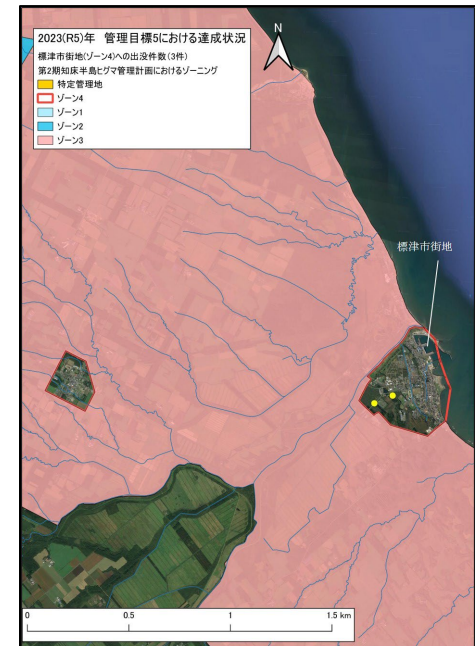 2023(R5)年 管理目標5における達成状況
標津市街地(ゾーン4)への出没件数(3件)
第2期知床半島ヒグマ管理計画におけるゾーニング
特定管理地
ゾーン4
ゾーン1
ゾーン2
ゾーン3
N
標津市街地
0 0.5 1 1.5 km